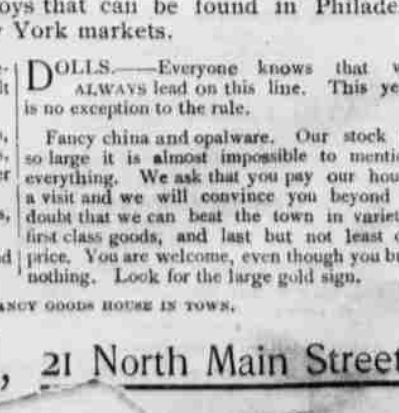 oys that can be found in Philade
York markets.
DOLLS.—Everyone knows that w
ALWAYS lead on this line. This ye
is no exception to the rule.
Fancy china and opalware. Our stock
so large it is almost impossible to mentio
everything. We ask that you pay our hou
a visit and we will convince you beyond
doubt that we can beat the town in variet
first class goods, and last but not least o
price. You are welcome, even though you bu
nothing. Look for the large gold sign.
ANCY GOODS HOUSE IN TOWN.
, 21 North Main Street